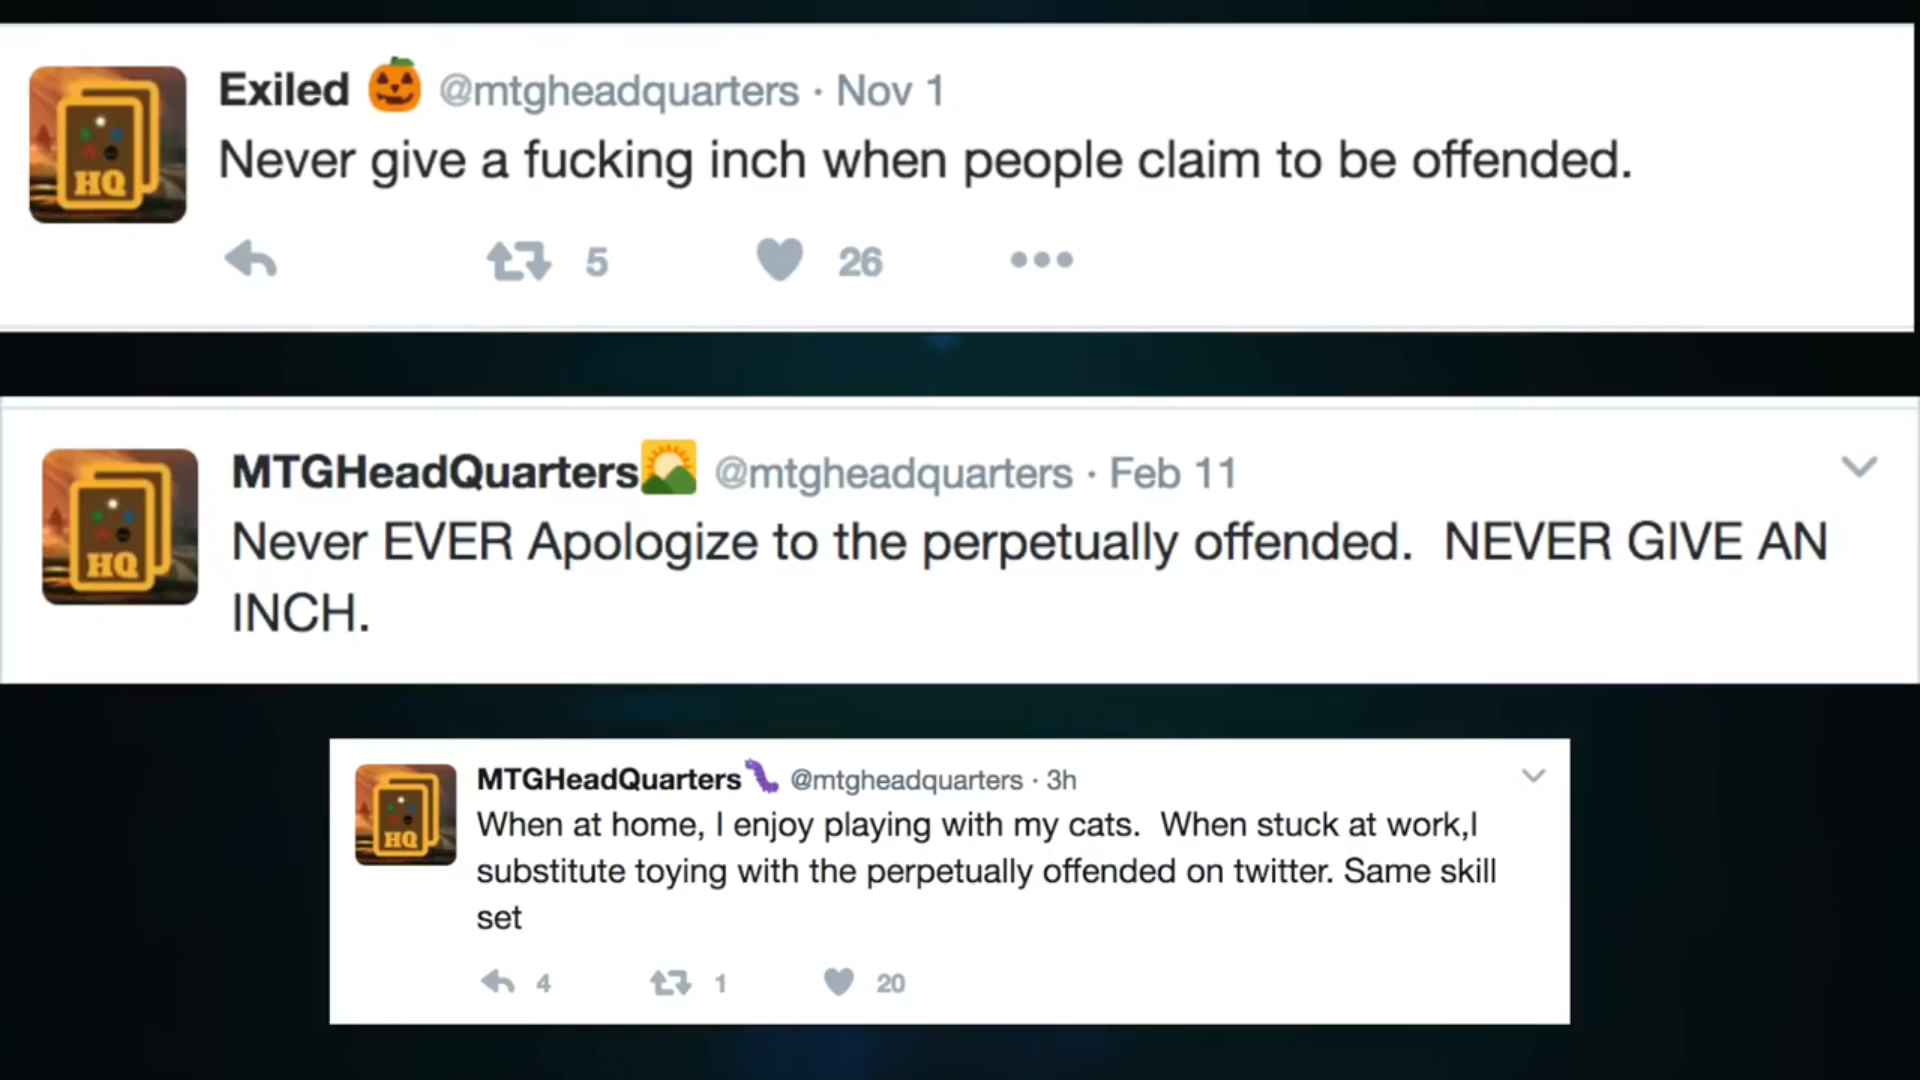 Exiled 🎃 @mtgheadquarters · Nov 1
Never give a fucking inch when people claim to be offended.
5 26
HQ
MTGHeadQuarters🌄 @mtgheadquarters · Feb 11
Never EVER Apologize to the perpetually offended.  NEVER GIVE AN
INCH.
HQ
MTGHeadQuarters🐛 @mtgheadquarters · 3h
When at home, I enjoy playing with my cats.  When stuck at work,I
substitute toying with the perpetually offended on twitter. Same skill
set
HQ
4 1 20